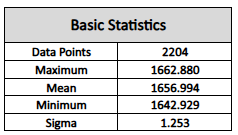 Basic Statistics
Data Points 2204
Maximum 1662.880
Mean 1656.994
Minimum 1642.929
Sigma 1.253